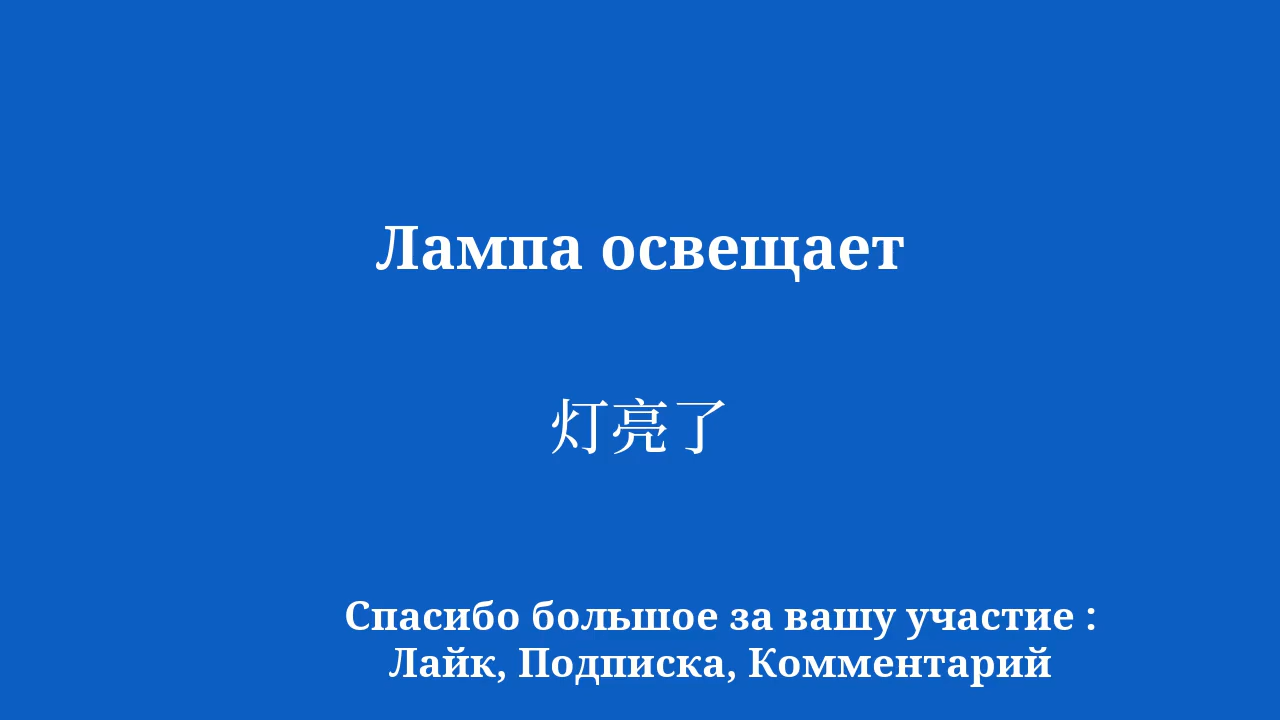 Лампа освещает
灯亮了
Спасибо большое за вашу участие :
Лайк, Подписка, Комментарий